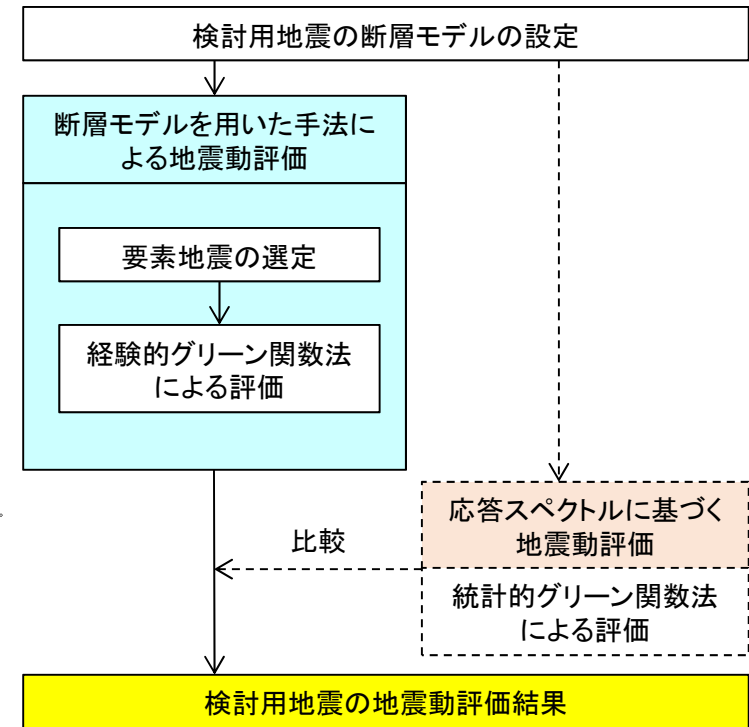 検討用地震の断層モデルの設定
断層モデルを用いた手法に
よる地震動評価
要素地震の選定
経験的グリーン関数法
による評価
。
応答スペクトルに基づく
地震動評価
比較
統計的グリーン関数法
による評価
検討用地震の地震動評価結果